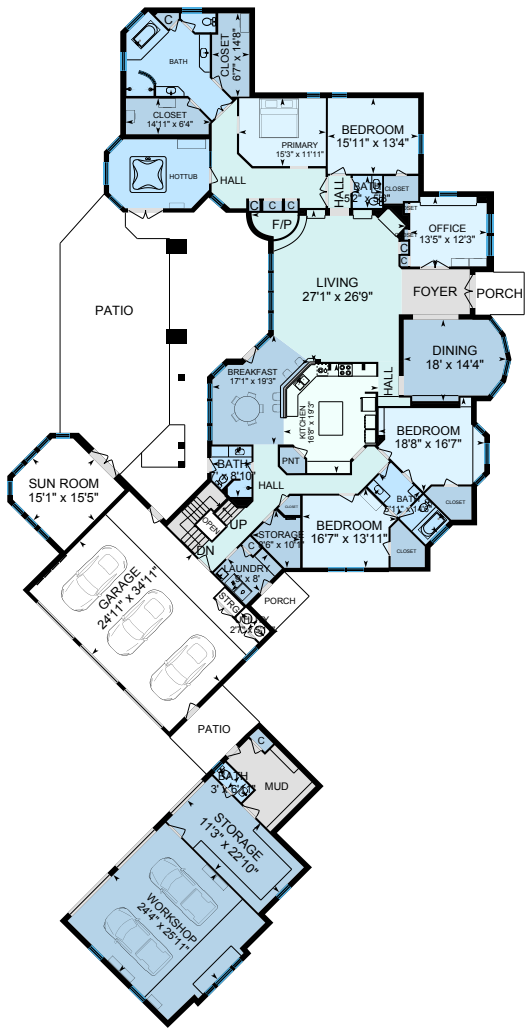 C
CLOSET
6'7" x 14'8"
BATH
CLOSET
14'11" x 6'4"
PRIMARY
15'3" x 11'11"
BEDROOM
15'11" x 13'4"
HOTTUB
HALL
HALL
BATH
CLOSET
C C C
F/P
OFFICE
13'5" x 12'3"
C
C
LIVING
27'1" x 26'9"
FOYER
PORCH
PATIO
DINING
18' x 14'4"
BREAKFAST
17'1" x 19'3"
HALL
KITCHEN
16'8" x 19'3"
BEDROOM
18'8" x 16'7"
PNT
BATH
HALL
SUN ROOM
15'1" x 15'5"
BATH
CLOSET
CLOSET
UP
OPEN
DN
BEDROOM
16'7" x 13'11"
STORAGE
C
CLOSET
LAUNDRY
GARAGE
24'11" x 34'11"
STRG
PORCH
PATIO
C
BATH
MUD
STORAGE
11'3" x 22'10"
WORKSHOP
24'4" x 25'11"